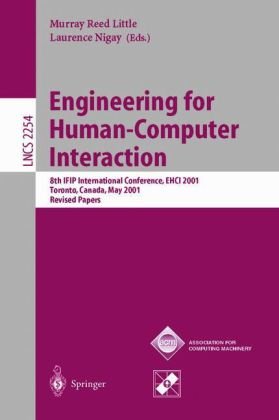 Murray Reed Little
Laurence Nigay (Eds.)
LNCS 2254
Engineering for
Human-Computer
Interaction
8th IFIP International Conference, EHCI 2001
Toronto, Canada, May 2001
Revised Papers
acm
ASSOCIATION FOR
COMPUTING MACHINERY
Springer